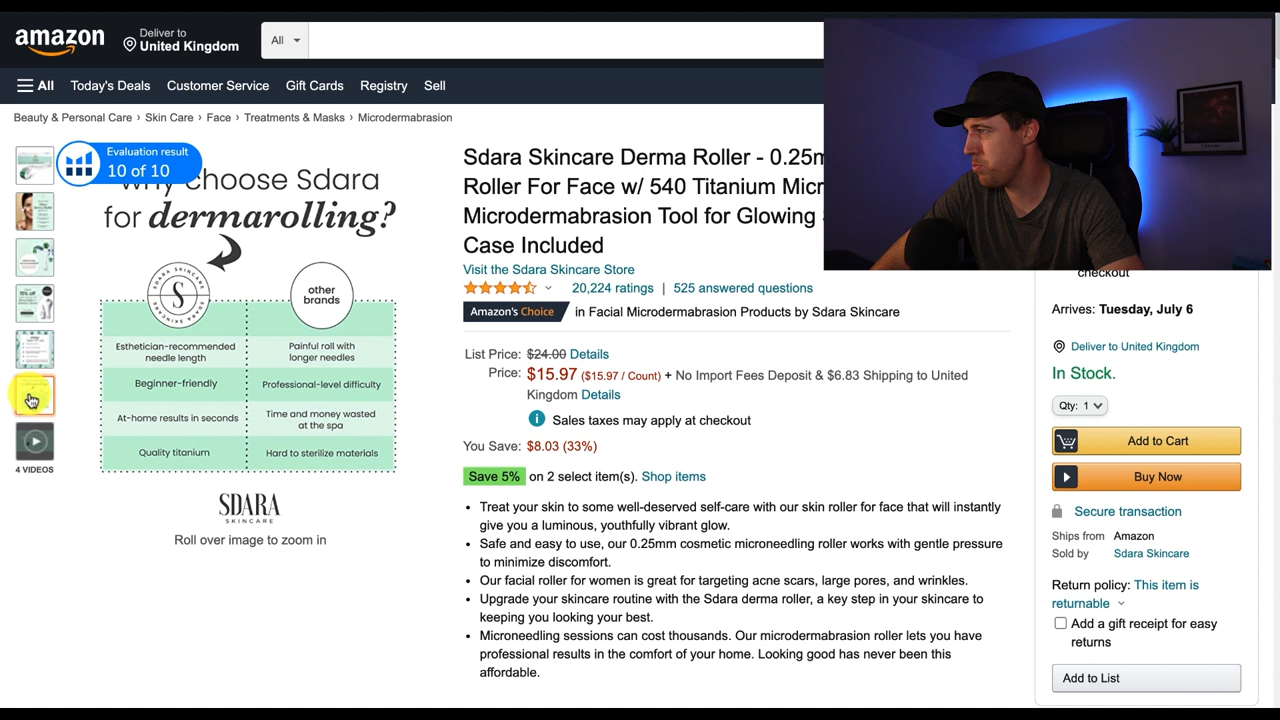 amazon
Deliver to
United Kingdom
All
All
Today's Deals
Customer Service
Gift Cards
Registry
Sell
Beauty & Personal Care › Skin Care › Face › Treatments & Masks › Microdermabrasion
Evaluation result
10 of 10
why choose Sdara
for dermarolling?
SDARA SKINCARE
S
other
brands
Esthetician-recommended
needle length
Painful roll with
longer needles
Beginner-friendly
Professional-level difficulty
At-home results in seconds
Time and money wasted
at the spa
Quality titanium
Hard to sterilize materials
SDARA
SKINCARE
Roll over image to zoom in
4 VIDEOS
Sdara Skincare Derma Roller - 0.25m
Roller For Face w/ 540 Titanium Micr
Microdermabrasion Tool for Glowing
Case Included
Visit the Sdara Skincare Store
20,224 ratings | 525 answered questions
Amazon's Choice in Facial Microdermabrasion Products by Sdara Skincare
List Price: $24.00 Details
Price: $15.97 ($15.97 / Count) + No Import Fees Deposit & $6.83 Shipping to United
Kingdom Details
Sales taxes may apply at checkout
You Save: $8.03 (33%)
Save 5% on 2 select item(s). Shop items
• Treat your skin to some well-deserved self-care with our skin roller for face that will instantly
give you a luminous, youthfully vibrant glow.
• Safe and easy to use, our 0.25mm cosmetic microneedling roller works with gentle pressure
to minimize discomfort.
• Our facial roller for women is great for targeting acne scars, large pores, and wrinkles.
• Upgrade your skincare routine with the Sdara derma roller, a key step in your skincare to
keeping you looking your best.
• Microneedling sessions can cost thousands. Our microdermabrasion roller lets you have
professional results in the comfort of your home. Looking good has never been this
affordable.
checkout
Arrives: Tuesday, July 6
Deliver to United Kingdom
In Stock.
Qty: 1
Add to Cart
Buy Now
Secure transaction
Ships from Amazon
Sold by Sdara Skincare
Return policy: This item is
returnable
Add a gift receipt for easy
returns
Add to List